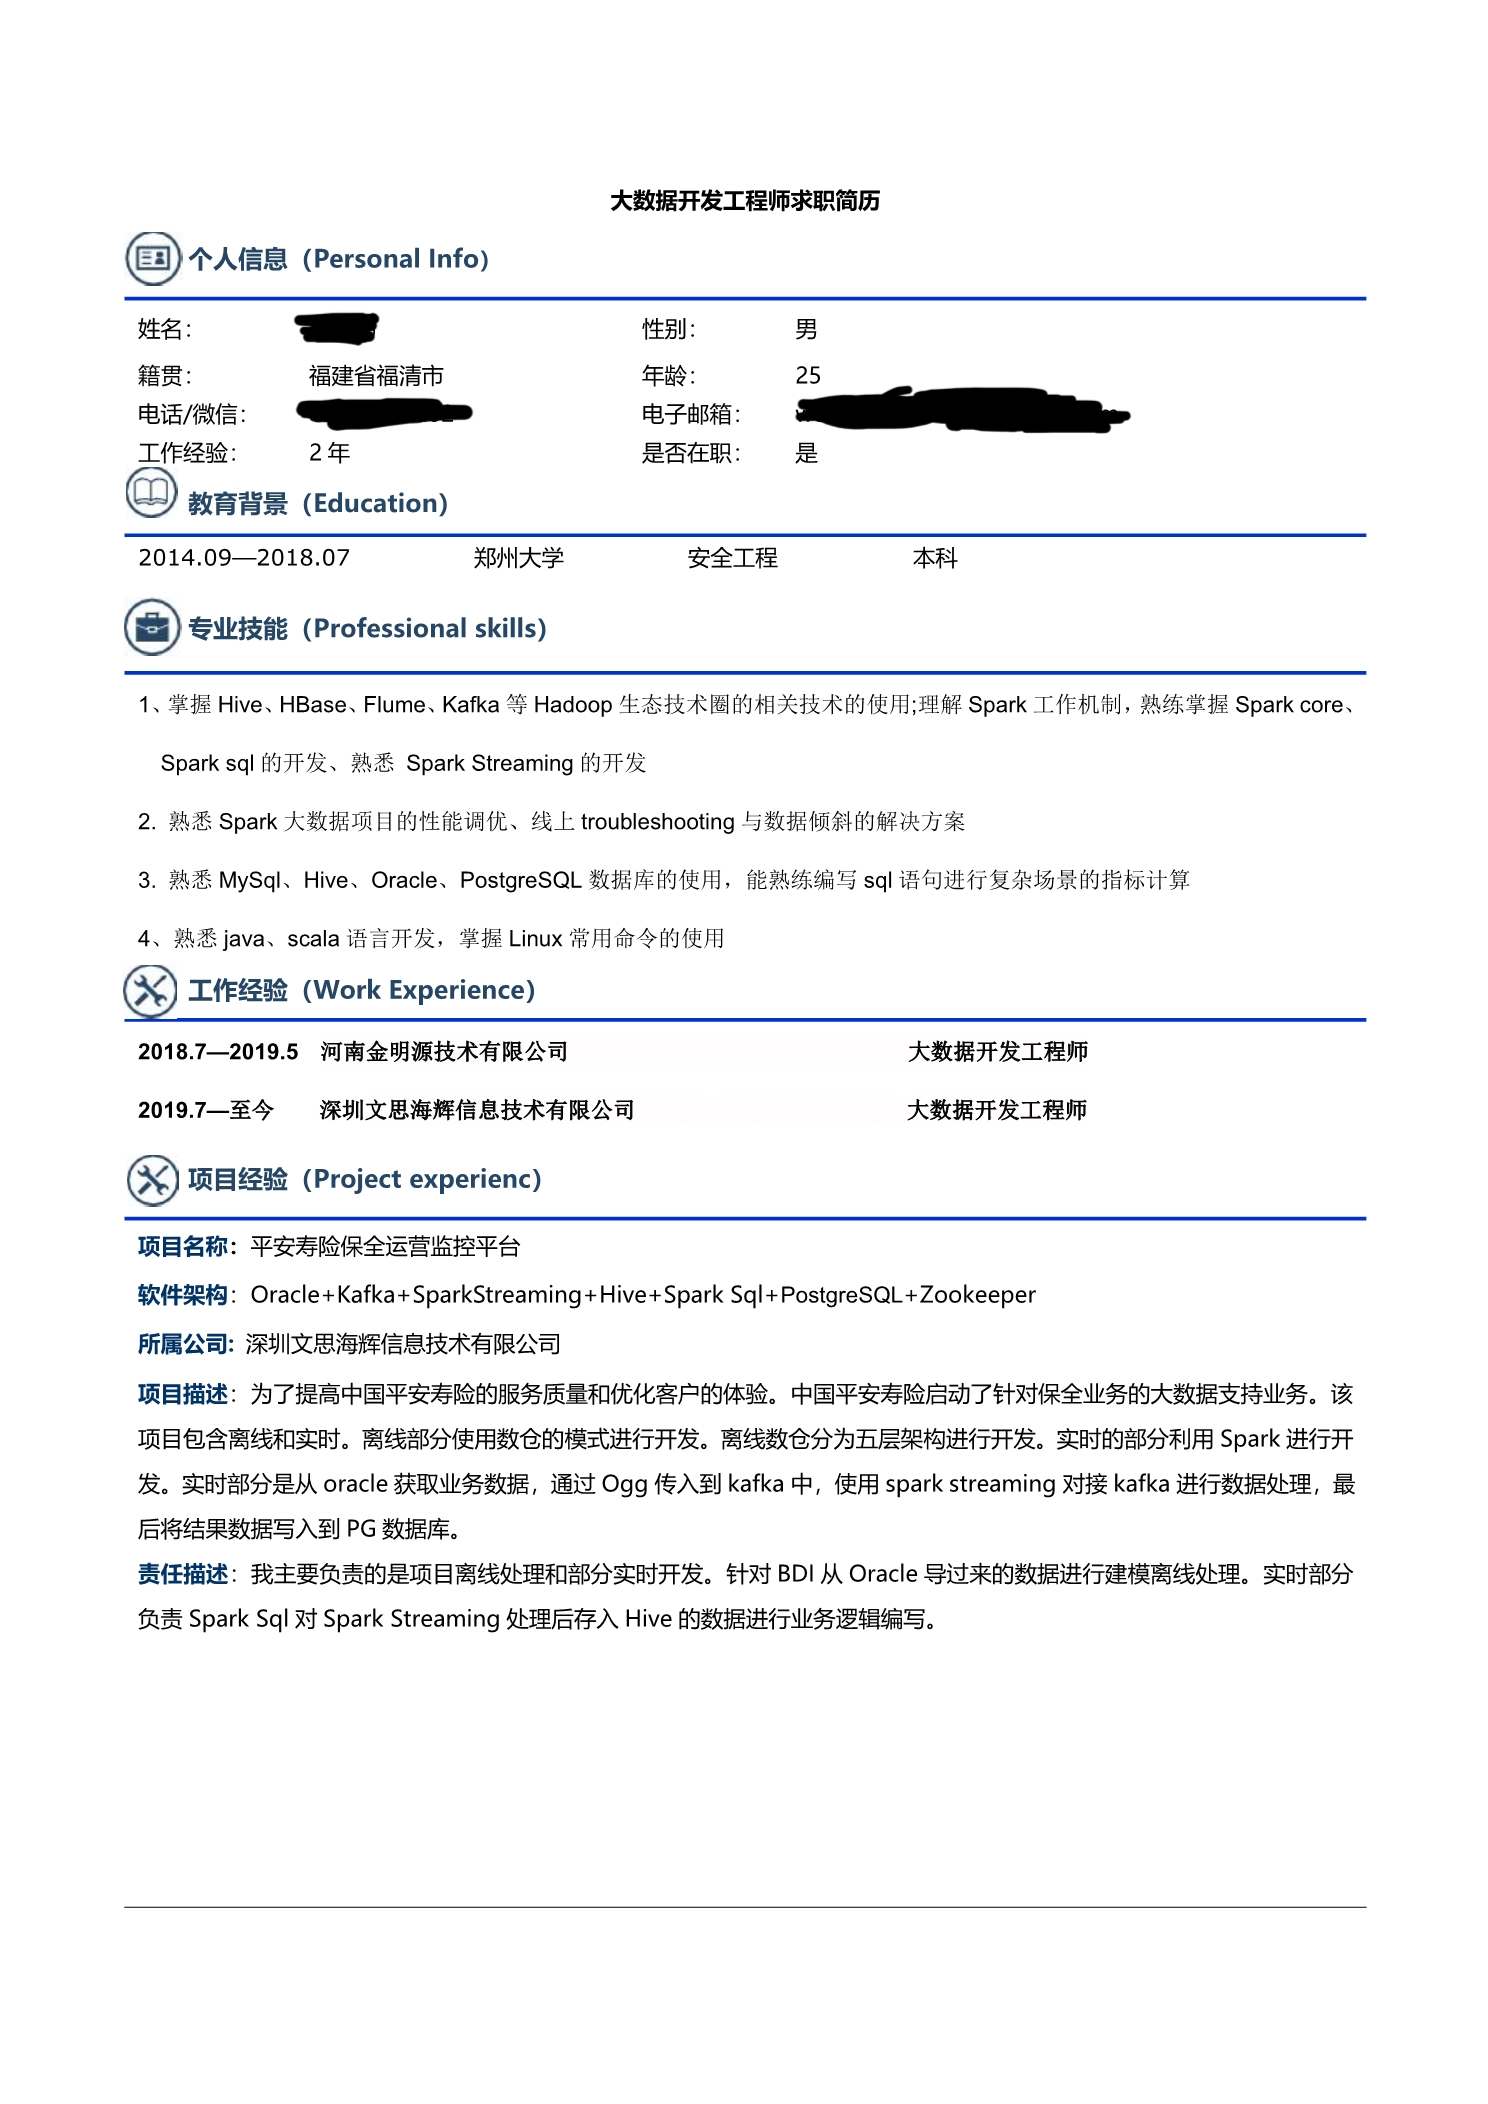 大数据开发工程师求职简历
个人信息（Personal Info）
姓名： 性别： 男
籍贯： 福建省福清市 年龄： 25
电话/微信： 电子邮箱：
工作经验： 2 年 是否在职： 是
教育背景（Education）
2014.09—2018.07 郑州大学 安全工程 本科
专业技能（Professional skills）
1、掌握 Hive、HBase、Flume、Kafka 等 Hadoop 生态技术圈的相关技术的使用;理解 Spark 工作机制，熟练掌握 Spark core、
Spark sql 的开发、熟悉 Spark Streaming 的开发
2. 熟悉 Spark 大数据项目的性能调优、线上 troubleshooting 与数据倾斜的解决方案
3. 熟悉 MySql、Hive、Oracle、PostgreSQL 数据库的使用，能熟练编写 sql 语句进行复杂场景的指标计算
4、熟悉 java、scala 语言开发，掌握 Linux 常用命令的使用
工作经验（Work Experience）
2018.7—2019.5 河南金明源技术有限公司 大数据开发工程师
2019.7—至今 深圳文思海辉信息技术有限公司 大数据开发工程师
项目经验（Project experienc）
项目名称：平安寿险保全运营监控平台
软件架构：Oracle+Kafka+SparkStreaming+Hive+Spark Sql+PostgreSQL+Zookeeper
所属公司: 深圳文思海辉信息技术有限公司
项目描述：为了提高中国平安寿险的服务质量和优化客户的体验。中国平安寿险启动了针对保全业务的大数据支持业务。该
项目包含离线和实时。离线部分使用数仓的模式进行开发。离线数仓分为五层架构进行开发。实时的部分利用 Spark 进行开
发。实时部分是从 oracle 获取业务数据，通过 Ogg 传入到 kafka 中，使用 spark streaming 对接 kafka 进行数据处理，最
后将结果数据写入到 PG 数据库。
责任描述：我主要负责的是项目离线处理和部分实时开发。针对 BDI 从 Oracle 导过来的数据进行建模离线处理。实时部分
负责 Spark Sql 对 Spark Streaming 处理后存入 Hive 的数据进行业务逻辑编写。